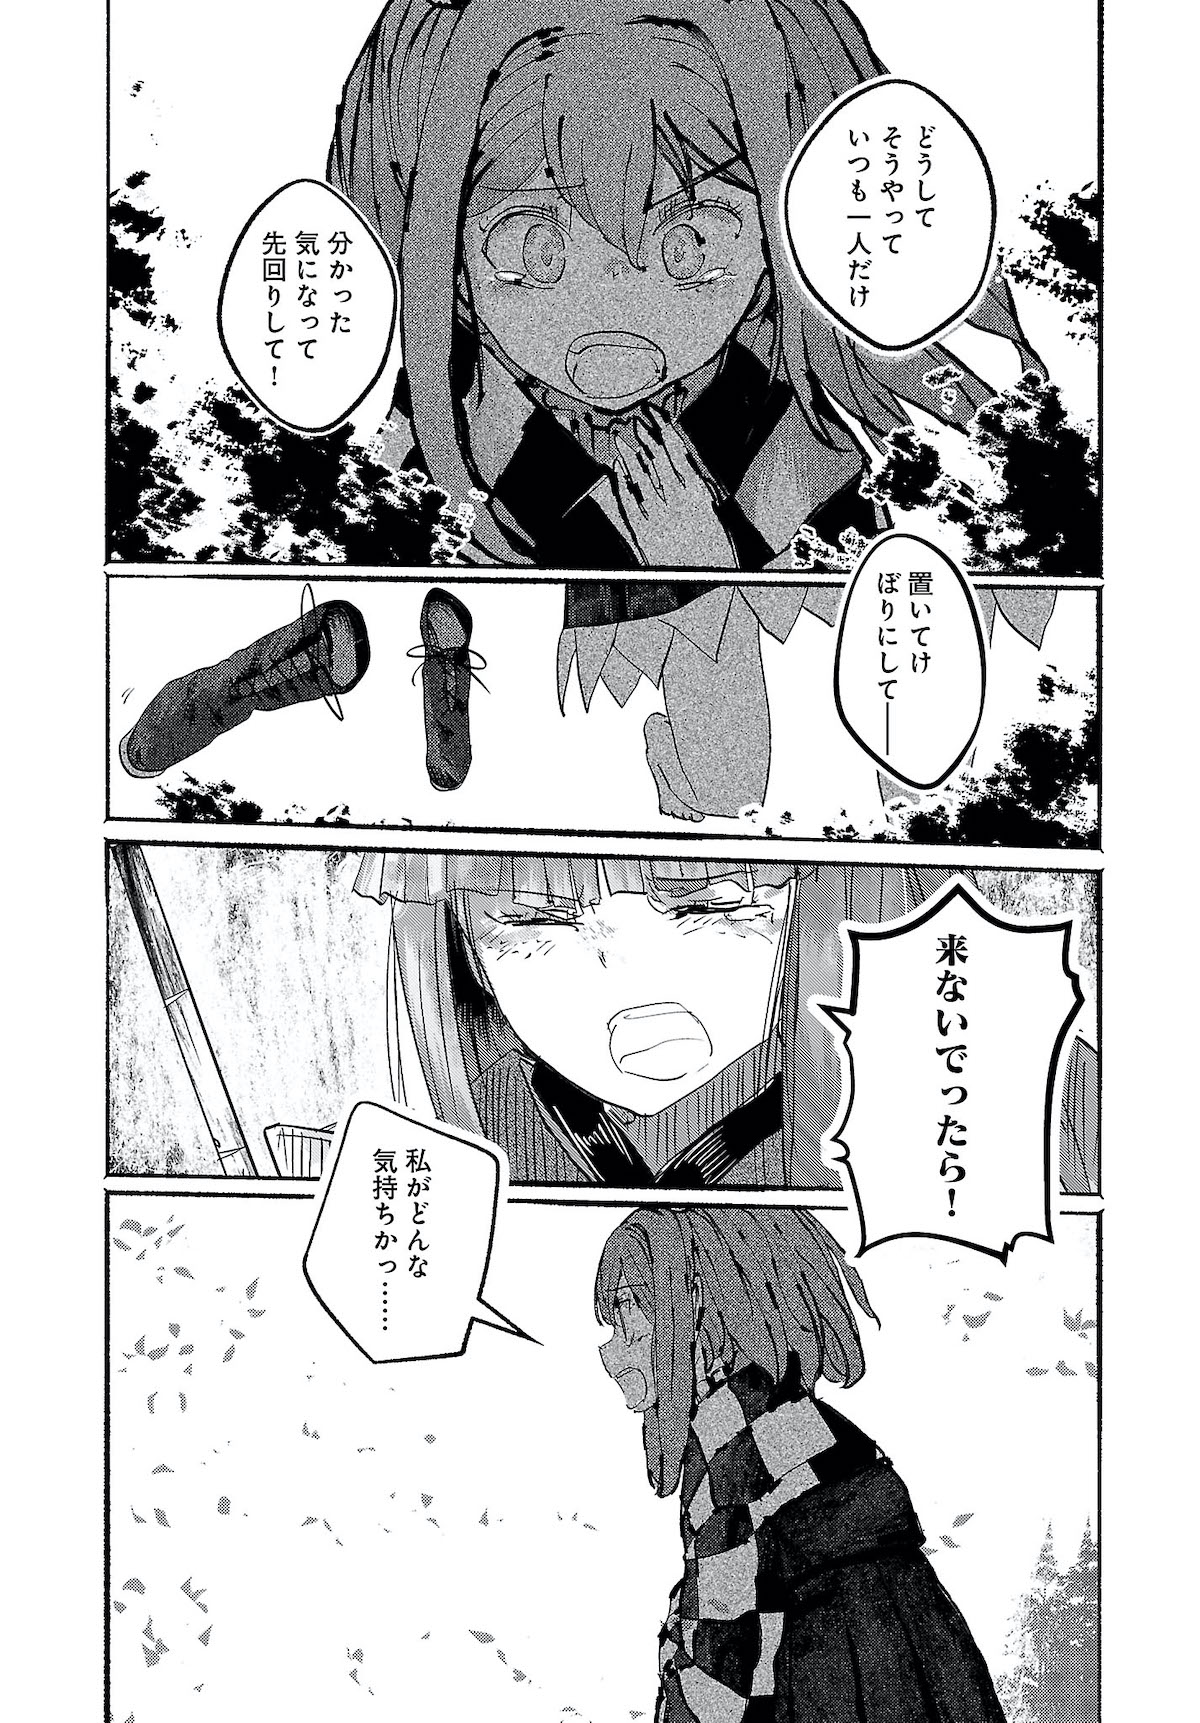 どうして
そうやって
いつも一人だけ
分かった
気になって
先回りして！
置いてけ
ぼりにして――
来ないでったら！
私がどんな
気持ちかっ……